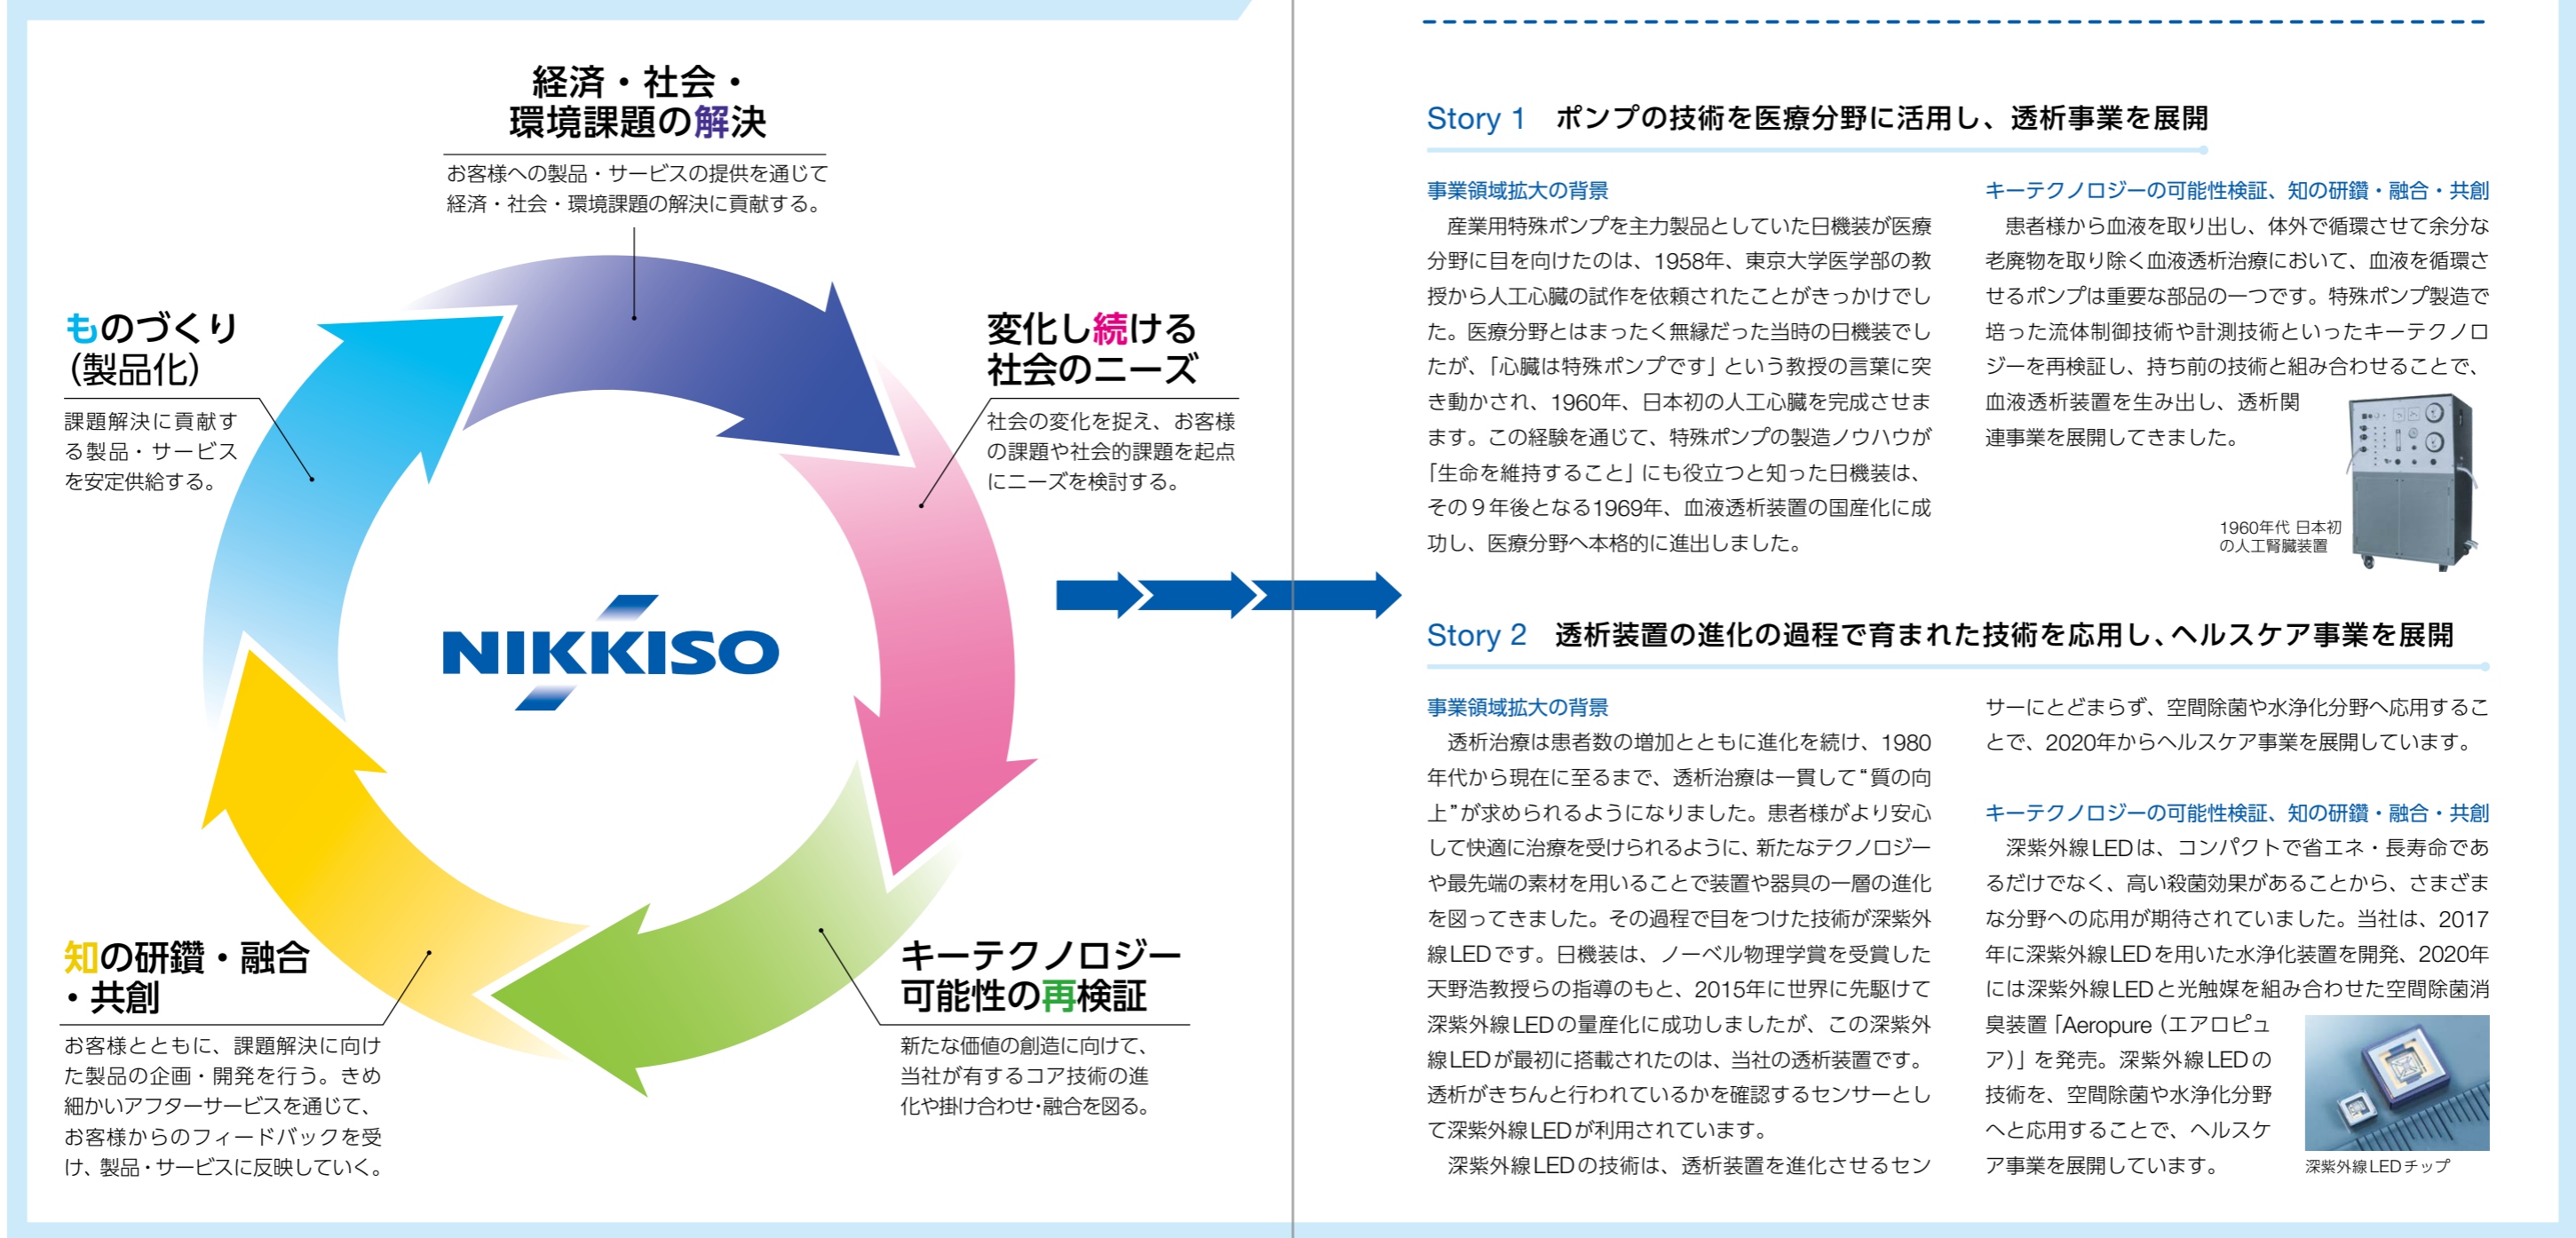 経済・社会・
環境課題の解決
お客様への製品・サービスの提供を通じて
経済・社会・環境課題の解決に貢献する。
ものづくり
（製品化）
課題解決に貢献す
る製品・サービス
を安定供給する。
変化し続ける
社会のニーズ
社会の変化を捉え、お客様
の課題や社会的課題を起点
にニーズを検討する。
NIKKISO
知の研鑽・融合
・共創
お客様とともに、課題解決に向け
た製品の企画・開発を行う。きめ
細かいアフターサービスを通じて、
お客様からのフィードバックを受
け、製品・サービスに反映していく。
キーテクノロジー
可能性の再検証
新たな価値の創造に向けて、
当社が有するコア技術の進
化や掛け合わせ・融合を図る。
Story 1 ポンプの技術を医療分野に活用し、透析事業を展開
事業領域拡大の背景
産業用特殊ポンプを主力製品としていた日機装が医療
分野に目を向けたのは、1958年、東京大学医学部の教
授から人工心臓の試作を依頼されたことがきっかけでし
た。医療分野とはまったく無縁だった当時の日機装でし
たが、「心臓は特殊ポンプです」という教授の言葉に突
き動かされ、1960年、日本初の人工心臓を完成させま
ます。この経験を通じて、特殊ポンプの製造ノウハウが
「生命を維持すること」にも役立つと知った日機装は、
その９年後となる1969年、血液透析装置の国産化に成
功し、医療分野へ本格的に進出しました。
キーテクノロジーの可能性検証、知の研鑽・融合・共創
患者様から血液を取り出し、体外で循環させて余分な
老廃物を取り除く血液透析治療において、血液を循環さ
せるポンプは重要な部品の一つです。特殊ポンプ製造で
培った流体制御技術や計測技術といったキーテクノロ
ジーを再検証し、持ち前の技術と組み合わせることで、
血液透析装置を生み出し、透析関
連事業を展開してきました。
1960年代 日本初
の人工腎臓装置
Story 2 透析装置の進化の過程で育まれた技術を応用し、ヘルスケア事業を展開
事業領域拡大の背景
透析治療は患者数の増加とともに進化を続け、1980
年代から現在に至るまで、透析治療は一貫して“質の向
上”が求められるようになりました。患者様がより安心
して快適に治療を受けられるように、新たなテクノロジー
や最先端の素材を用いることで装置や器具の一層の進化
を図ってきました。その過程で目をつけた技術が深紫外
線LEDです。日機装は、ノーベル物理学賞を受賞した
天野浩教授らの指導のもと、2015年に世界に先駆けて
深紫外線LEDの量産化に成功しましたが、この深紫外
線LEDが最初に搭載されたのは、当社の透析装置です。
透析がきちんと行われているかを確認するセンサーとし
て深紫外線LEDが利用されています。
深紫外線LEDの技術は、透析装置を進化させるセン
サーにとどまらず、空間除菌や水浄化分野へ応用するこ
とで、2020年からヘルスケア事業を展開しています。
キーテクノロジーの可能性検証、知の研鑽・融合・共創
深紫外線LEDは、コンパクトで省エネ・長寿命であ
るだけでなく、高い殺菌効果があることから、さまざま
な分野への応用が期待されていました。当社は、2017
年に深紫外線LEDを用いた水浄化装置を開発、2020年
には深紫外線LEDと光触媒を組み合わせた空間除菌消
臭装置「Aeropure（エアロピュ
ア）」を発売。深紫外線LEDの
技術を、空間除菌や水浄化分野
へと応用することで、ヘルスケ
ア事業を展開しています。
深紫外線LEDチップ